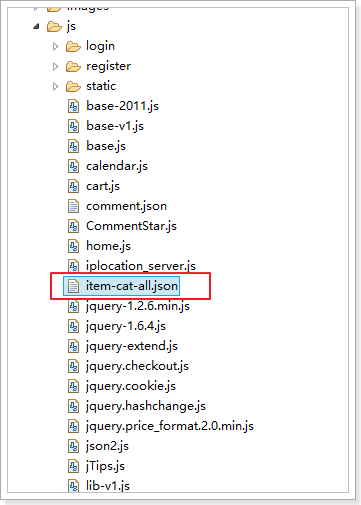 images
js
login
register
static
base-2011.js
base-v1.js
base.js
calendar.js
cart.js
comment.json
CommentStar.js
home.js
iplocation_server.js
item-cat-all.json
jquery-1.2.6.min.js
jquery-1.6.4.js
jquery-extend.js
jquery.checkout.js
jquery.cookie.js
jquery.hashchange.js
jquery.price_format.2.0.min.js
json2.js
jTips.js
lib-v1.js